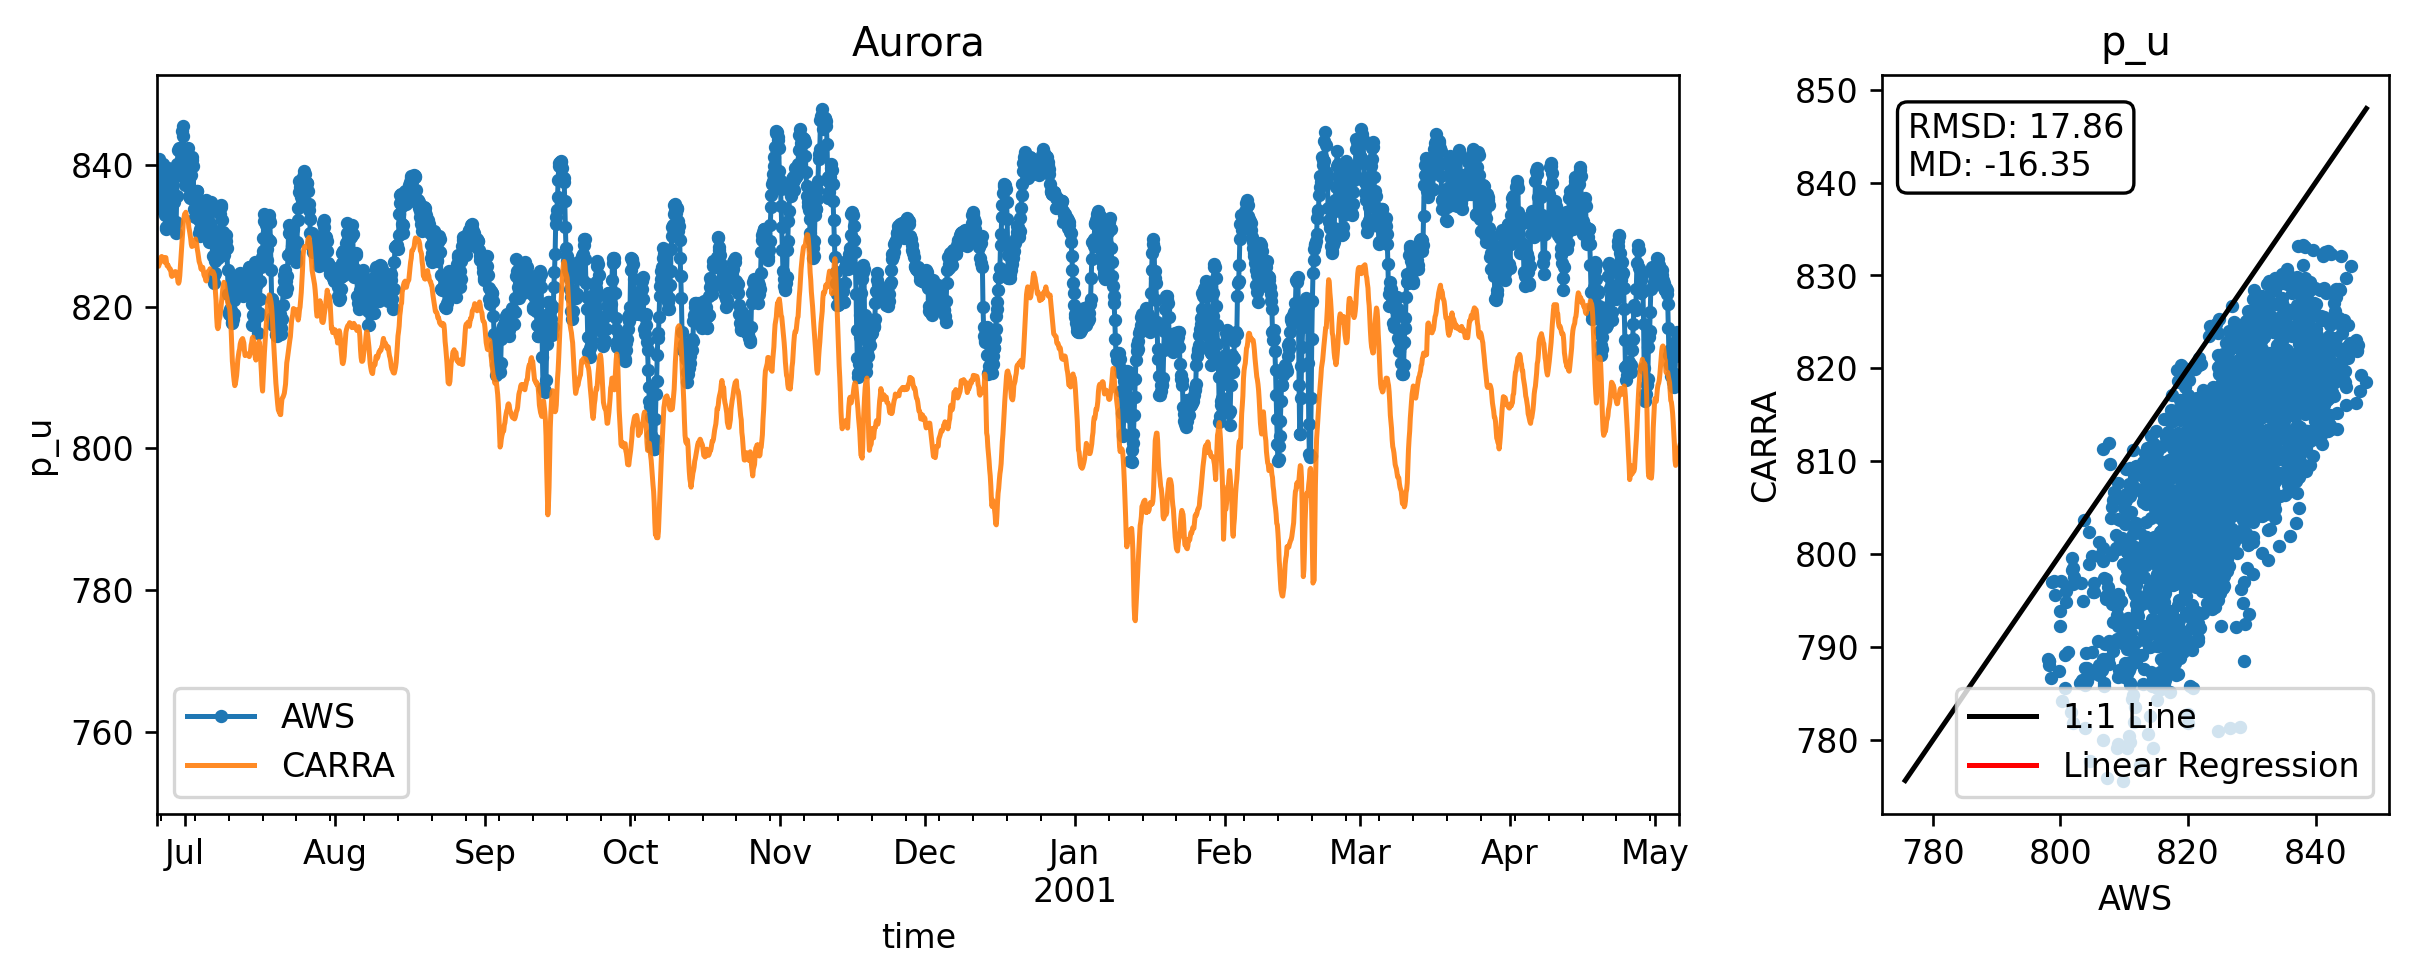 Aurora
840
820
800
780
760
p_u
AWS
CARRA
Jul Aug Sep Oct Nov Dec Jan Feb Mar Apr May
2001
time
p_u
850
840
830
820
810
800
790
780
CARRA
RMSD: 17.86
MD: -16.35
1:1 Line
Linear Regression
780 800 820 840
AWS